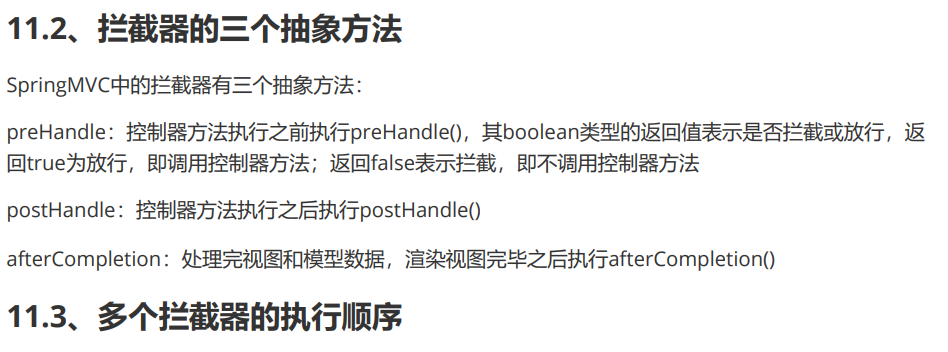 11.2、拦截器的三个抽象方法
SpringMVC中的拦截器有三个抽象方法：
preHandle：控制器方法执行之前执行preHandle()，其boolean类型的返回值表示是否拦截或放行，返
回true为放行，即调用控制器方法；返回false表示拦截，即不调用控制器方法
postHandle：控制器方法执行之后执行postHandle()
afterCompletion：处理完视图和模型数据，渲染视图完毕之后执行afterCompletion()
11.3、多个拦截器的执行顺序